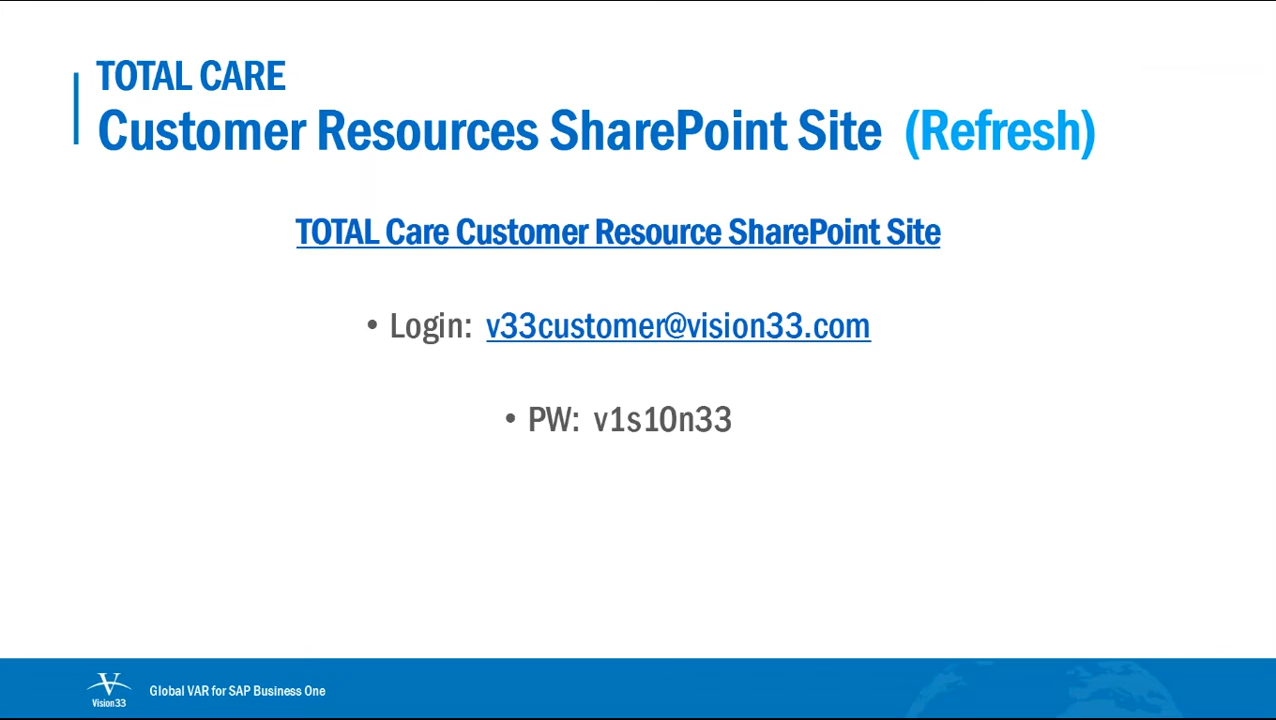 TOTAL CARE
Customer Resources SharePoint Site (Refresh)
TOTAL Care Customer Resource SharePoint Site
• Login: v33customer@vision33.com
• PW: v1s10n33
V
Vision33
Global VAR for SAP Business One